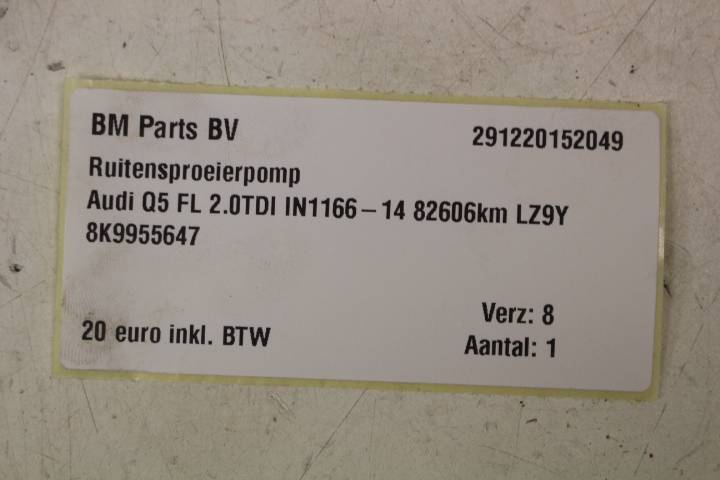 BM Parts BV 291220152049
Ruitensproeierpomp
Audi Q5 FL 2.0TDI IN1166 – 14 82606km LZ9Y
8K9955647
Verz: 8
20 euro inkl. BTW
Aantal: 1